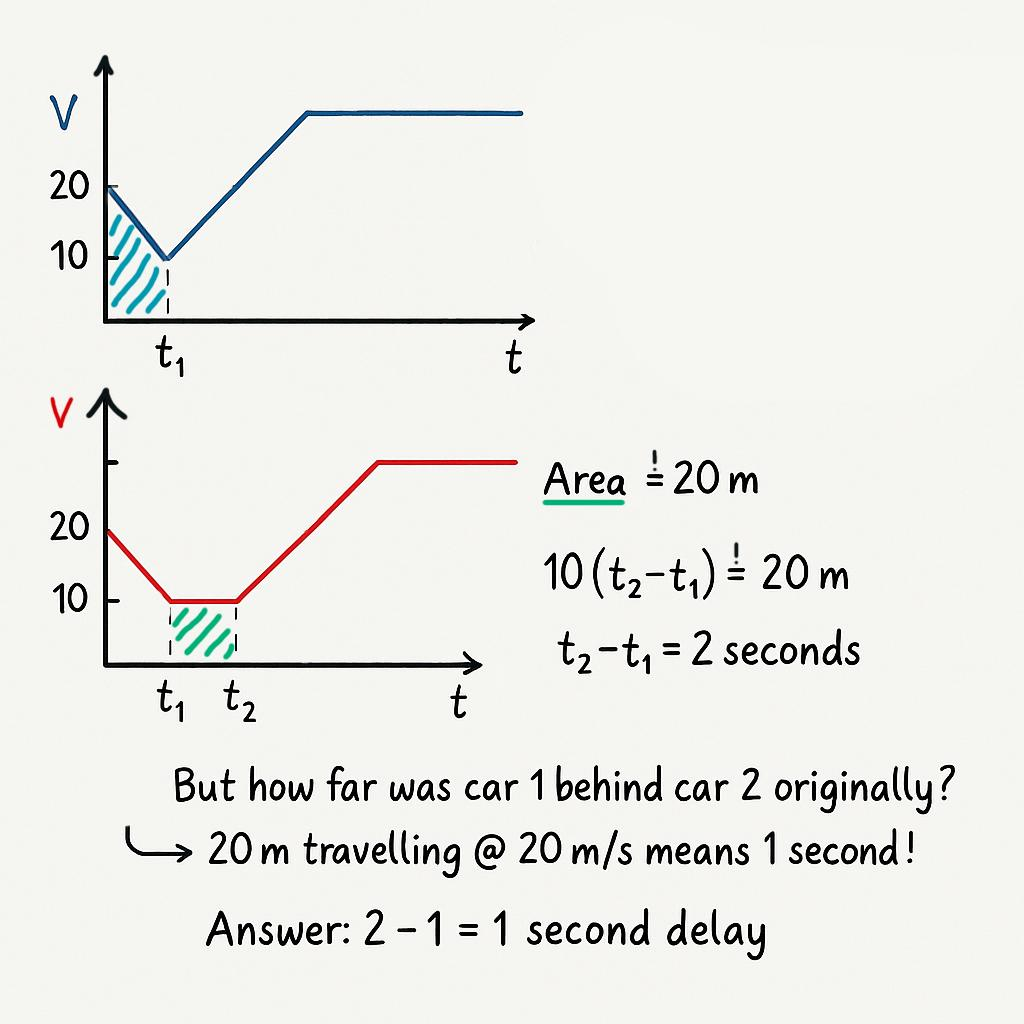 V
20
10
t₁
t
V
20
10
t₁ t₂
t
Area =! 20 m
10(t₂-t₁) =! 20 m
t₂-t₁ = 2 seconds
But how far was car 1 behind car 2 originally?
↳ 20 m travelling @ 20 m/s means 1 second!
Answer: 2 - 1 = 1 second delay